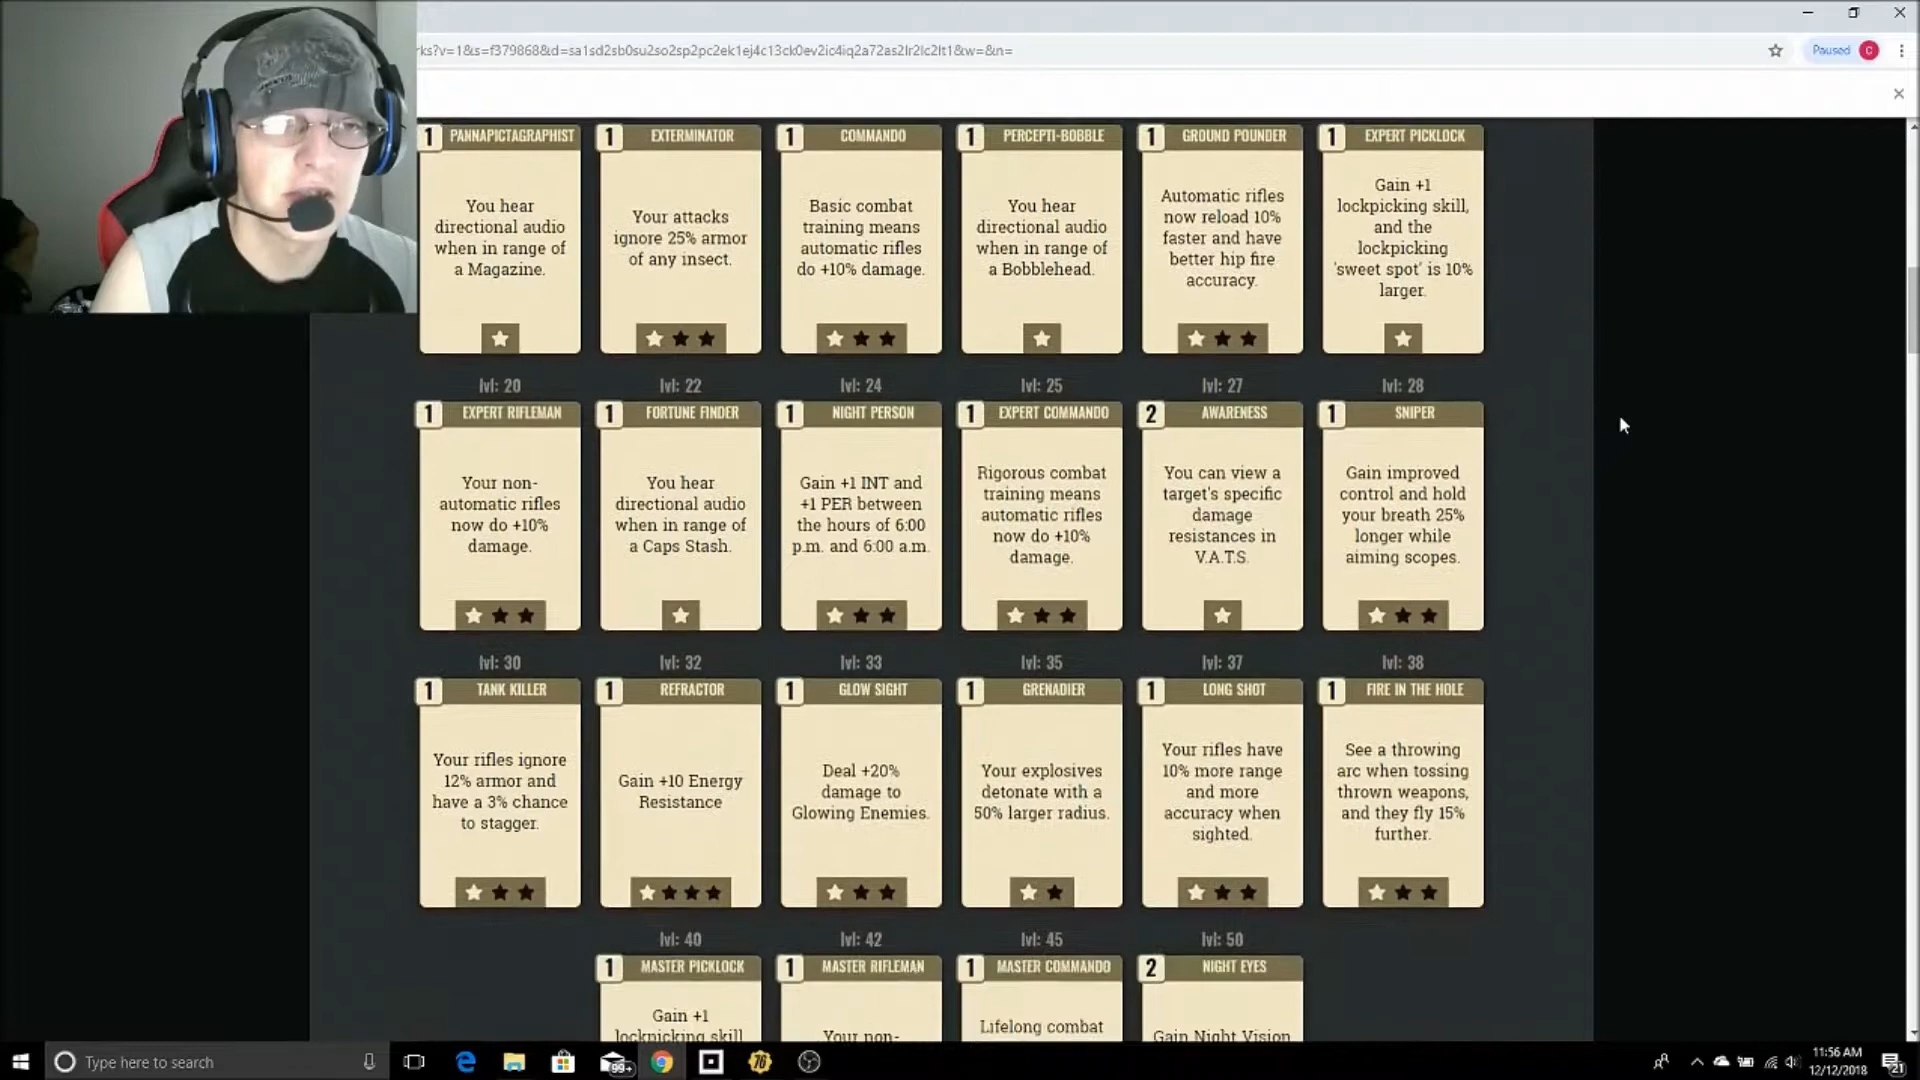 rks?v=1&s=f379868&d=sa1sd2sb0su2so2sp2pc2ek1ej4c13ck0ev2ic4iq2a72as2lr2lc2lt1&w=&n=
Paused
C
1 PANNAPICTAGRAPHIST
You hear
directional audio
when in range of
a Magazine.
1 EXTERMINATOR
Your attacks
ignore 25% armor
of any insect.
1 COMMANDO
Basic combat
training means
automatic rifles
do +10% damage.
1 PERCEPTI-BOBBLE
You hear
directional audio
when in range of
a Bobblehead.
1 GROUND POUNDER
Automatic rifles
now reload 10%
faster and have
better hip fire
accuracy.
1 EXPERT PICKLOCK
Gain +1
lockpicking skill,
and the
lockpicking
'sweet spot' is 10%
larger.
lvl: 20
1 EXPERT RIFLEMAN
Your non-
automatic rifles
now do +10%
damage.
lvl: 22
1 FORTUNE FINDER
You hear
directional audio
when in range of
a Caps Stash.
lvl: 24
1 NIGHT PERSON
Gain +1 INT and
+1 PER between
the hours of 6:00
p.m. and 6:00 a.m.
lvl: 25
1 EXPERT COMMANDO
Rigorous combat
training means
automatic rifles
now do +10%
damage.
lvl: 27
2 AWARENESS
You can view a
target's specific
damage
resistances in
V.A.T.S.
lvl: 28
1 SNIPER
Gain improved
control and hold
your breath 25%
longer while
aiming scopes.
lvl: 30
1 TANK KILLER
Your rifles ignore
12% armor and
have a 3% chance
to stagger.
lvl: 32
1 REFRACTOR
Gain +10 Energy
Resistance
lvl: 33
1 GLOW SIGHT
Deal +20%
damage to
Glowing Enemies.
lvl: 35
1 GRENADIER
Your explosives
detonate with a
50% larger radius.
lvl: 37
1 LONG SHOT
Your rifles have
10% more range
and more
accuracy when
sighted.
lvl: 38
1 FIRE IN THE HOLE
See a throwing
arc when tossing
thrown weapons,
and they fly 15%
further.
lvl: 40
1 MASTER PICKLOCK
Gain +1
lockpicking skill
lvl: 42
1 MASTER RIFLEMAN
Your non-
lvl: 45
1 MASTER COMMANDO
Lifelong combat
lvl: 50
2 NIGHT EYES
Gain Night Vision
Type here to search
99+
76
11:56 AM
12/12/2018
21